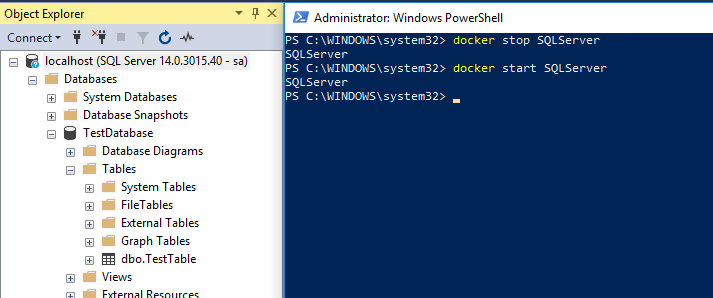 Object Explorer
Connect
localhost (SQL Server 14.0.3015.40 - sa)
Databases
System Databases
Database Snapshots
TestDatabase
Database Diagrams
Tables
System Tables
FileTables
External Tables
Graph Tables
dbo.TestTable
Views
External Resources
Administrator: Windows PowerShell
PS C:\WINDOWS\system32> docker stop SQLServer
SQLServer
PS C:\WINDOWS\system32> docker start SQLServer
SQLServer
PS C:\WINDOWS\system32>